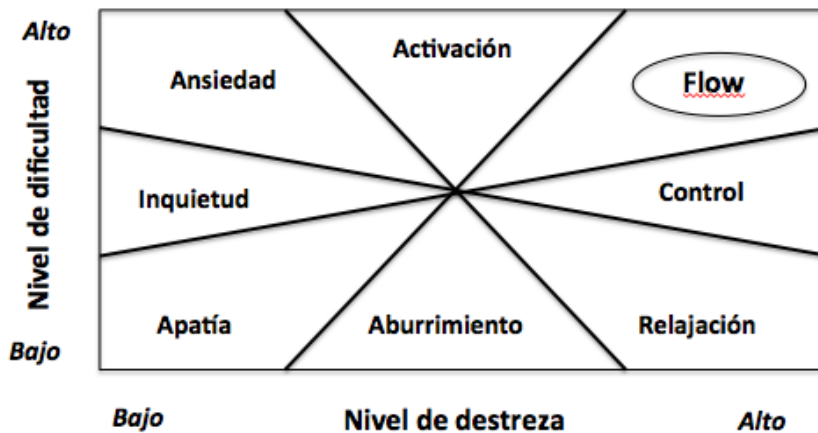 Alto
Activación
Ansiedad
Flow
Nivel de dificultad
Inquietud
Control
Apatía
Aburrimiento
Relajación
Bajo
Bajo
Nivel de destreza
Alto